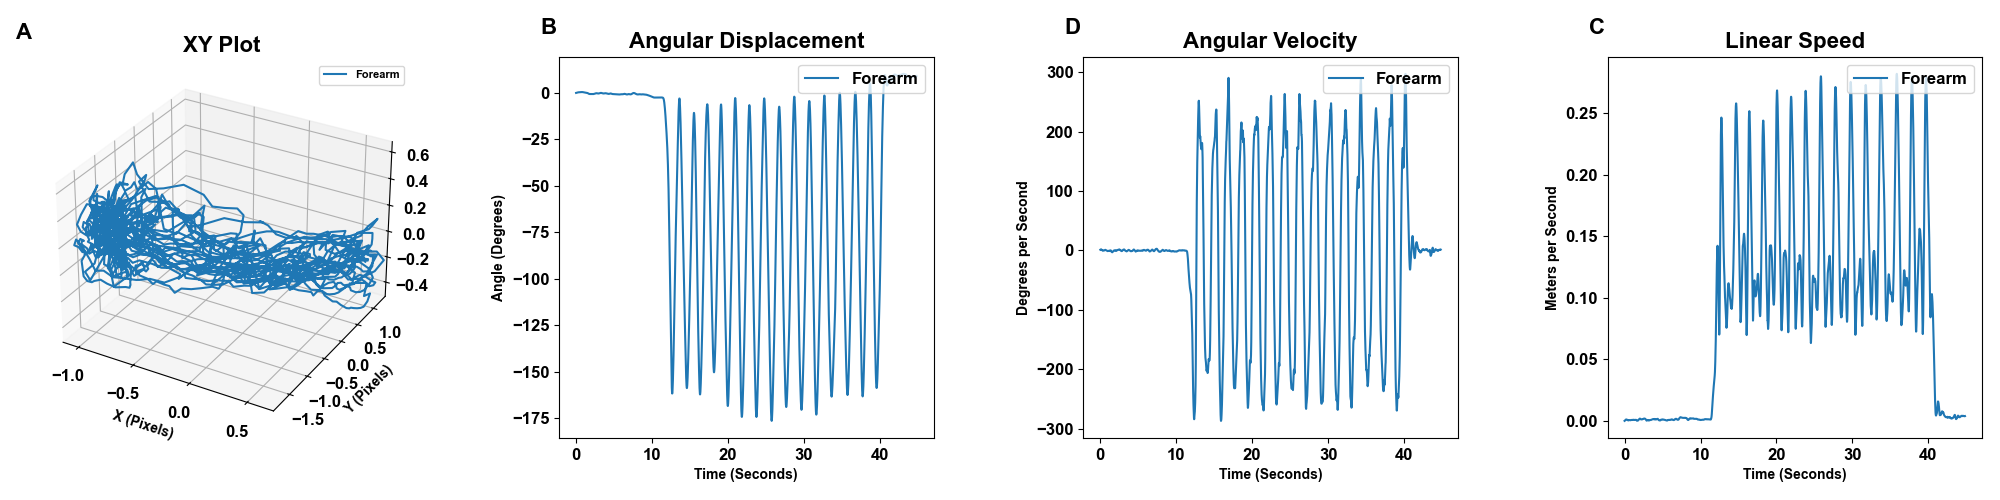 A
XY Plot
Forearm
0.6
0.4
0.2
0.0
−0.2
−0.4
1.0
0.5
0.0
−0.5
−1.0
−1.5
Y (Pixels)
−1.0
−0.5
0.0
0.5
X (Pixels)
B
Angular Displacement
Forearm
0
−25
−50
−75
−100
−125
−150
−175
Angle (Degrees)
0 10 20 30 40
Time (Seconds)
D
Angular Velocity
Forearm
300
200
100
0
−100
−200
−300
Degrees per Second
0 10 20 30 40
Time (Seconds)
C
Linear Speed
Forearm
0.25
0.20
0.15
0.10
0.05
0.00
Meters per Second
0 10 20 30 40
Time (Seconds)